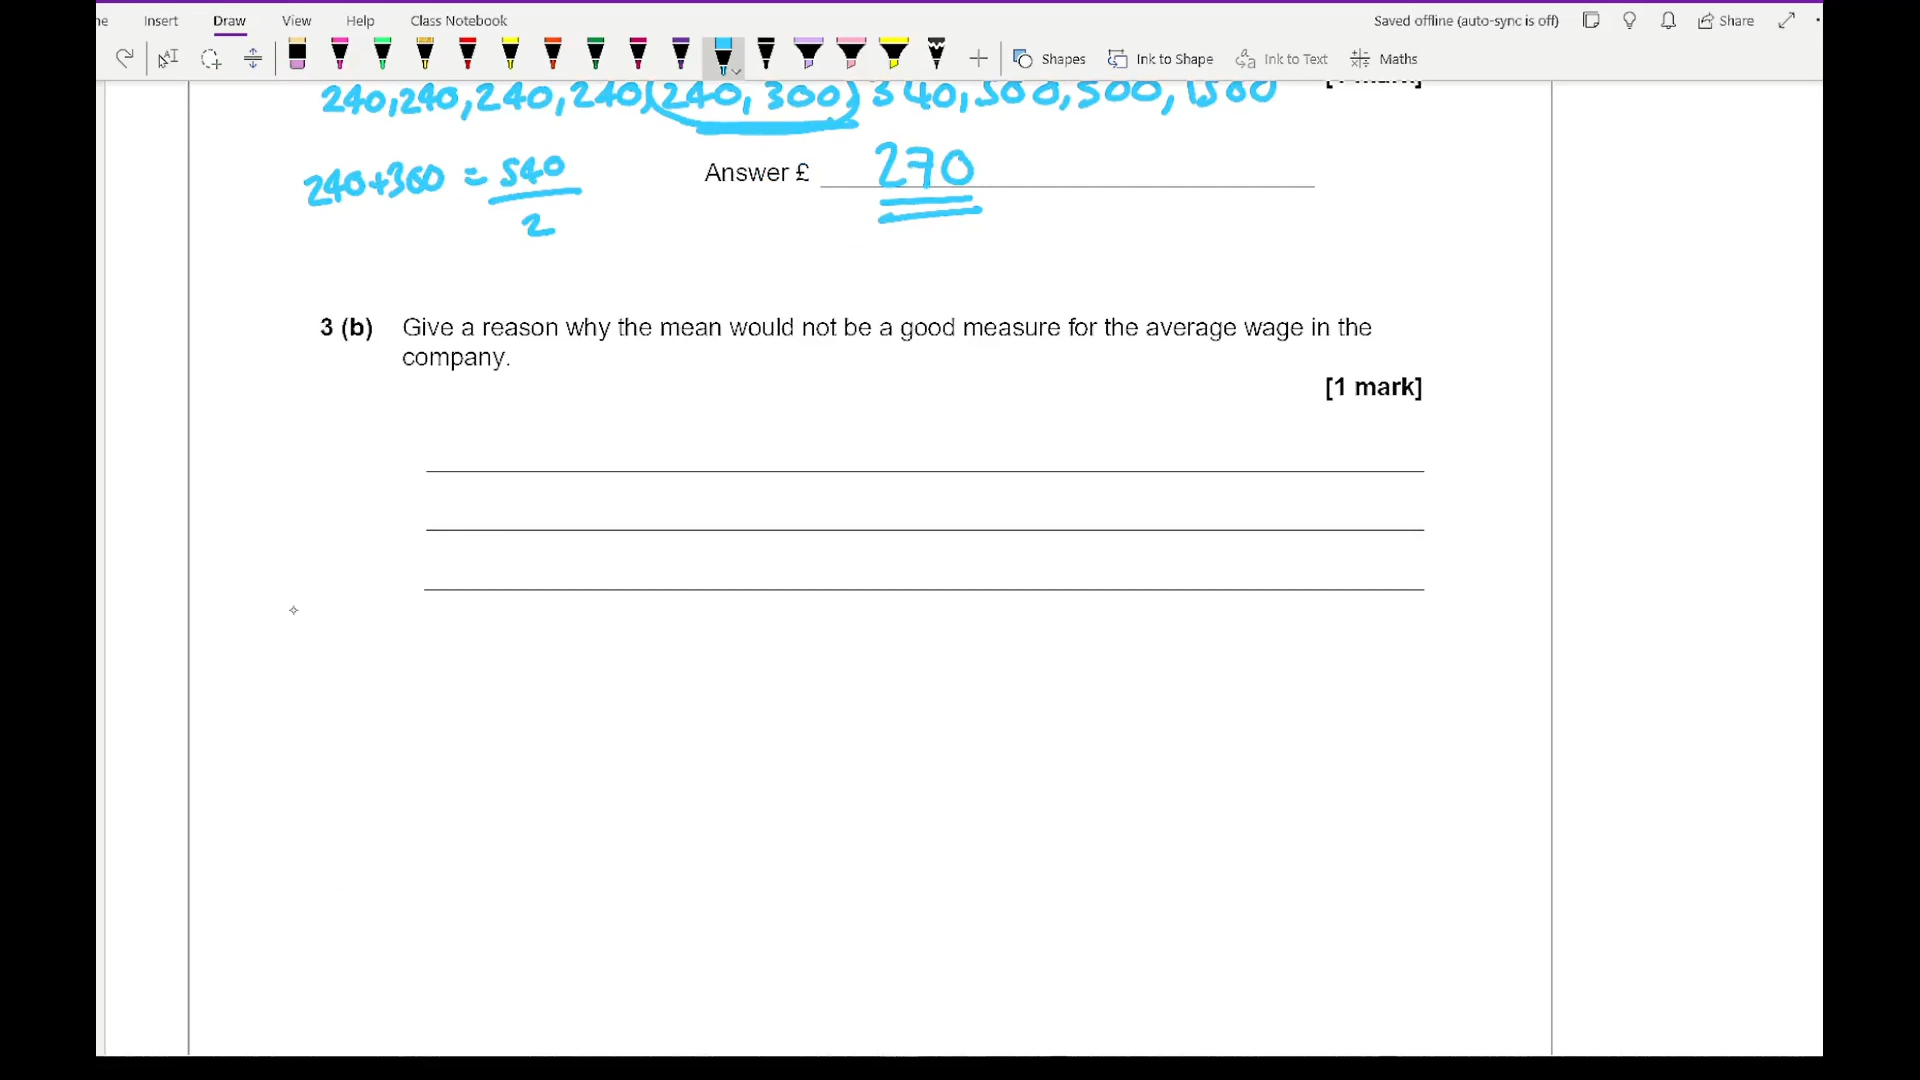 Insert Draw View Help Class Notebook Saved offline (auto-sync is off) Share
Shapes Ink to Shape Ink to Text Maths
240, 240, 240, 240, (240, 300) 340, 500, 500, 1500
240+300 = 540
2
Answer £ 270
3 (b) Give a reason why the mean would not be a good measure for the average wage in the
company.
[1 mark]